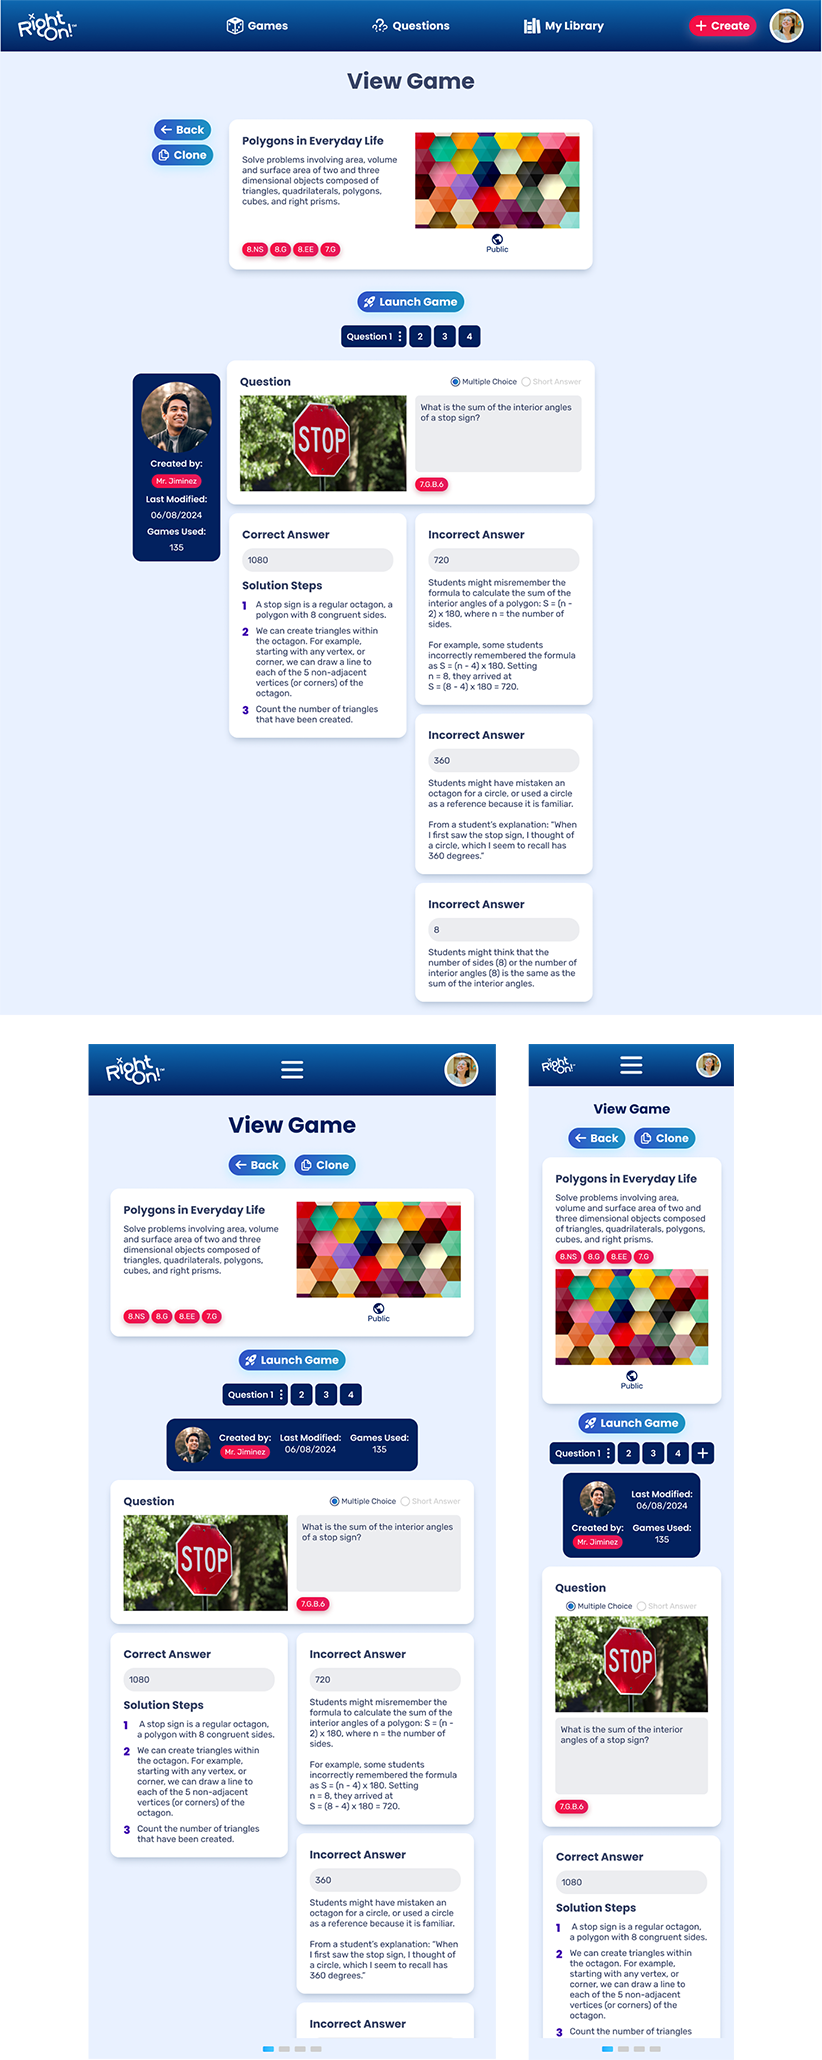 Right On!™
Games
Questions
My Library
+ Create
View Game
Back
Clone
Polygons in Everyday Life
Solve problems involving area, volume
and surface area of two and three
dimensional objects composed of
triangles, quadrilaterals, polygons,
cubes, and right prisms.
8.NS 8.G 8.EE 7.G
Public
Launch Game
Question 1 2 3 4
Created by:
Mr. Jiminez
Last Modified:
06/08/2024
Games Used:
135
Question
Multiple Choice Short Answer
STOP
What is the sum of the interior angles
of a stop sign?
7.G.B.6
Correct Answer
1080
Solution Steps
1 A stop sign is a regular octagon, a
polygon with 8 congruent sides.
2 We can create triangles within
the octagon. For example,
starting with any vertex, or
corner, we can draw a line to
each of the 5 non-adjacent
vertices (or corners) of the
octagon.
3 Count the number of triangles
that have been created.
Incorrect Answer
720
Students might misremember the
formula to calculate the sum of the
interior angles of a polygon: S = (n -
2) x 180, where n = the number of
sides.
For example, some students
incorrectly remembered the formula
as S = (n - 4) x 180. Setting
n = 8, they arrived at
S = (8 - 4) x 180 = 720.
Incorrect Answer
360
Students might have mistaken an
octagon for a circle, or used a circle
as a reference because it is familiar.
From a student's explanation: "When
I first saw the stop sign, I thought of
a circle, which I seem to recall has
360 degrees."
Incorrect Answer
8
Students might think that the
number of sides (8) or the number of
interior angles (8) is the same as the
sum of the interior angles.
Right On!™
View Game
Back Clone
Polygons in Everyday Life
Solve problems involving area, volume
and surface area of two and three
dimensional objects composed of
triangles, quadrilaterals, polygons,
cubes, and right prisms.
8.NS 8.G 8.EE 7.G
Public
Launch Game
Question 1 2 3 4
Created by:
Mr. Jiminez
Last Modified:
06/08/2024
Games Used:
135
Question
Multiple Choice Short Answer
STOP
What is the sum of the interior angles
of a stop sign?
7.G.B.6
Correct Answer
1080
Solution Steps
1 A stop sign is a regular octagon,
a polygon with 8 congruent sides.
2 We can create triangles within
the octagon. For example,
starting with any vertex, or
corner, we can draw a line to
each of the 5 non-adjacent
vertices (or corners) of the
octagon.
3 Count the number of triangles
that have been created.
Incorrect Answer
720
Students might misremember the
formula to calculate the sum of the
interior angles of a polygon: S = (n -
2) x 180, where n = the number of
sides.
For example, some students
incorrectly remembered the formula
as S = (n - 4) x 180. Setting
n = 8, they arrived at
S = (8 - 4) x 180 = 720.
Incorrect Answer
360
Students might have mistaken an
octagon for a circle, or used a circle
as a reference because it is familiar.
From a student's explanation: "When
I first saw the stop sign, I thought of
a circle, which I seem to recall has
360 degrees."
Incorrect Answer
Right On!™
View Game
Back Clone
Polygons in Everyday Life
Solve problems involving area,
volume and surface area of two and
three dimensional objects composed
of triangles, quadrilaterals, polygons,
cubes, and right prisms.
8.NS 8.G 8.EE 7.G
Public
Launch Game
Question 1 2 3 4 +
Last Modified:
06/08/2024
Created by:
Mr. Jiminez
Games Used:
135
Question
Multiple Choice Short Answer
STOP
What is the sum of the interior
angles of a stop sign?
7.G.B.6
Correct Answer
1080
Solution Steps
1 A stop sign is a regular octagon,
a polygon with 8 congruent sides.
2 We can create triangles within
the octagon. For example,
starting with any vertex, or
corner, we can draw a line to
each of the 5 non-adjacent
vertices (or corners) of the
octagon.
3 Count the number of triangles